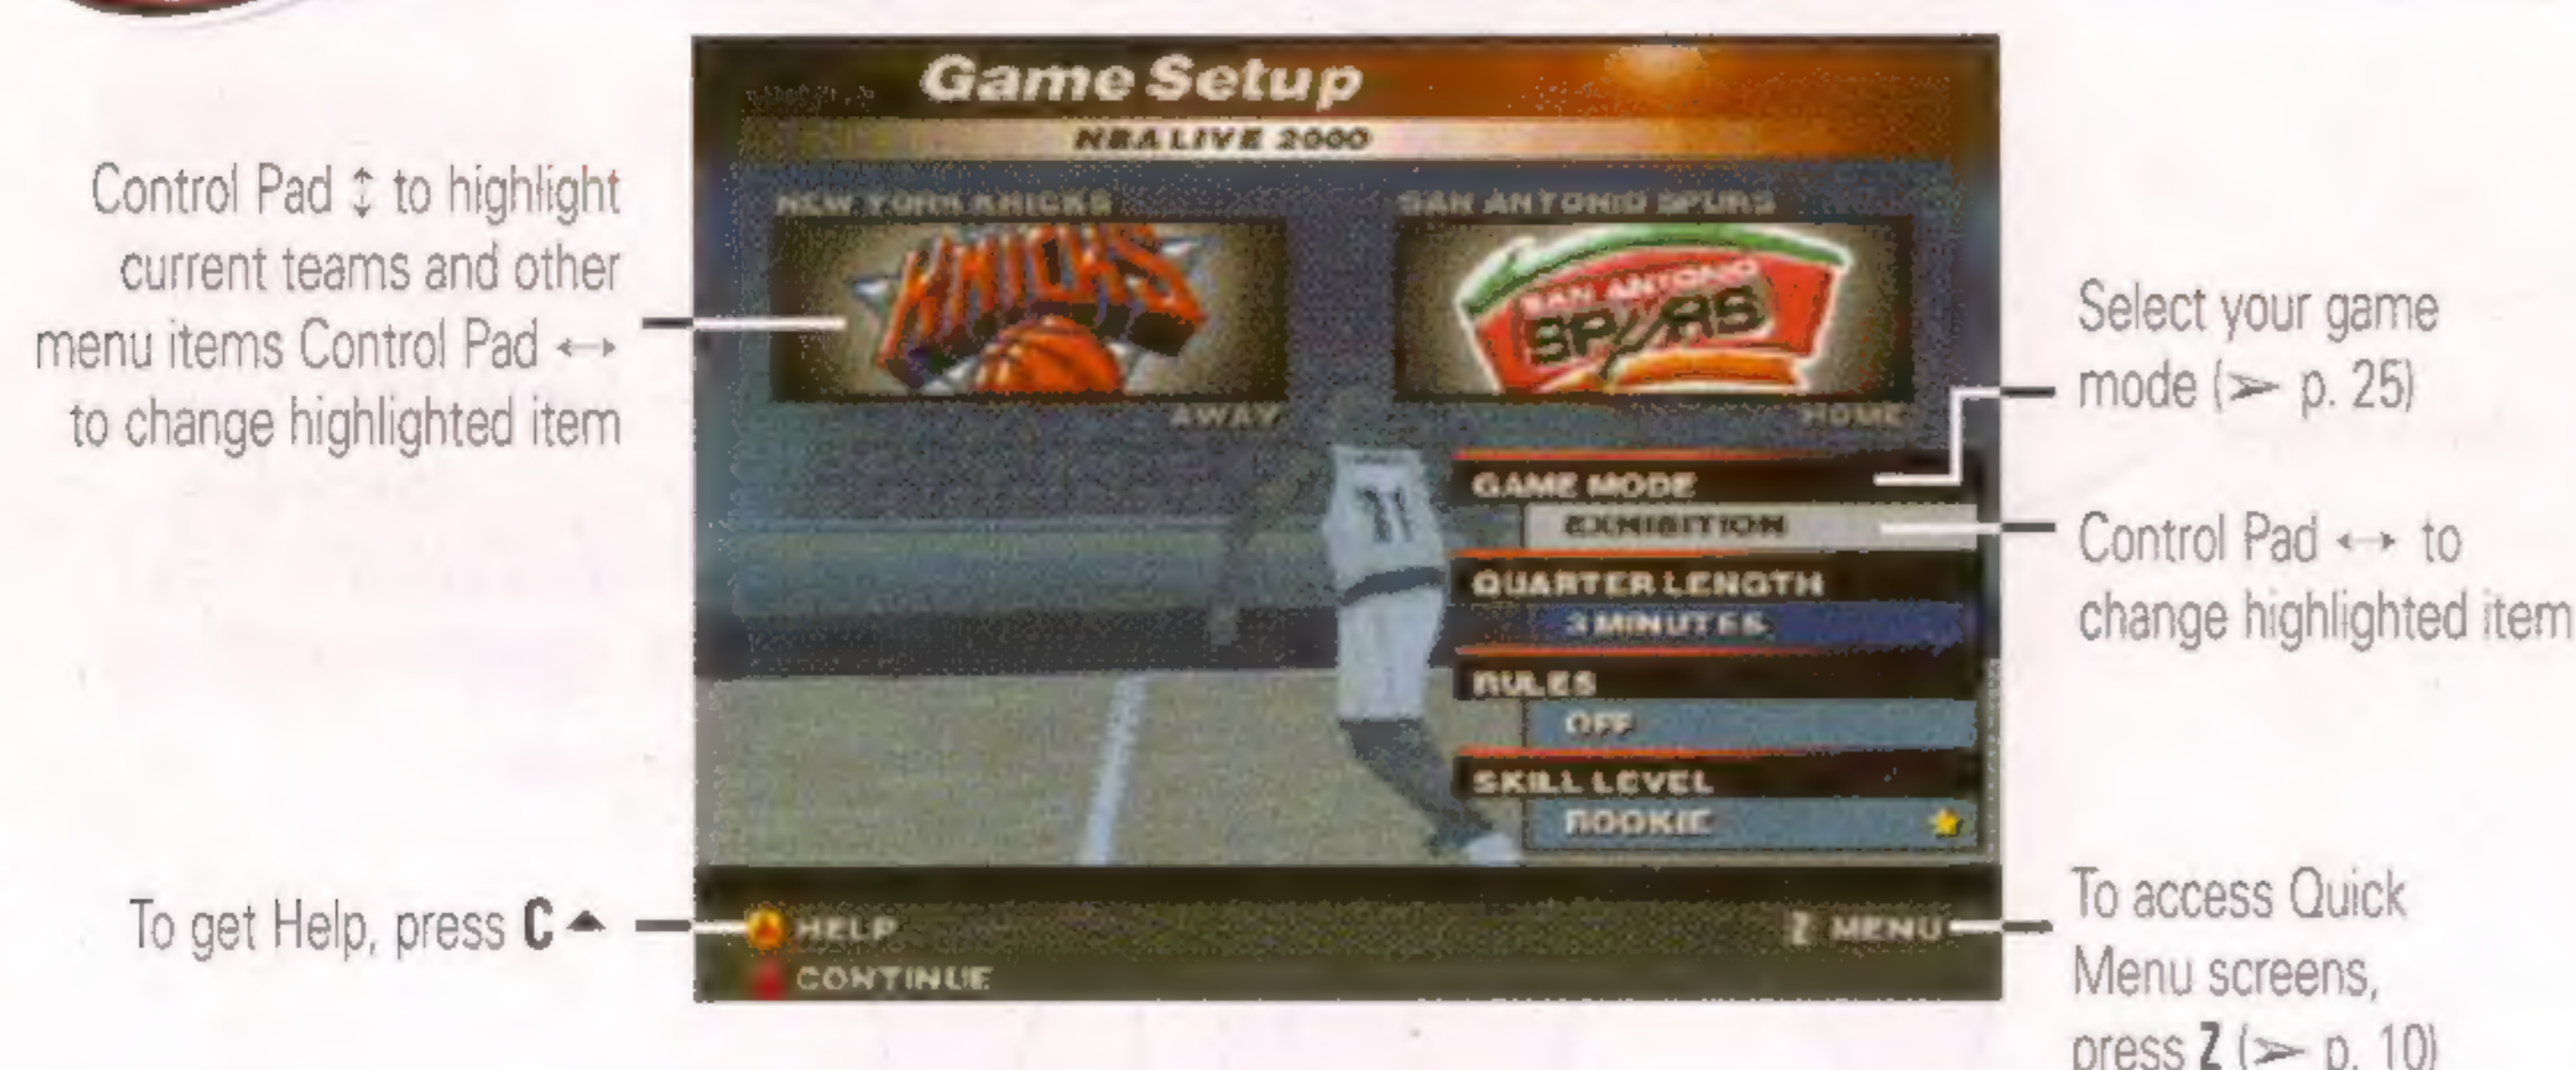 Game Setup
NBA LIVE 2000
Control Pad ↕ to highlight
current teams and other
menu items Control Pad ↔
to change highlighted item
NEW YORK KNICKS
KNICKS
AWAY
SAN ANTONIO SPURS
SAN ANTONIO
SPURS
HOME
Select your game
mode (➢ p. 25)
11
GAME MODE
EXHIBITION
Control Pad ↔ to
change highlighted item
QUARTER LENGTH
3 MINUTES
RULES
OFF
SKILL LEVEL
ROOKIE
To get Help, press C▲
HELP
CONTINUE
Z MENU
To access Quick
Menu screens,
press Z (➢ p. 10)